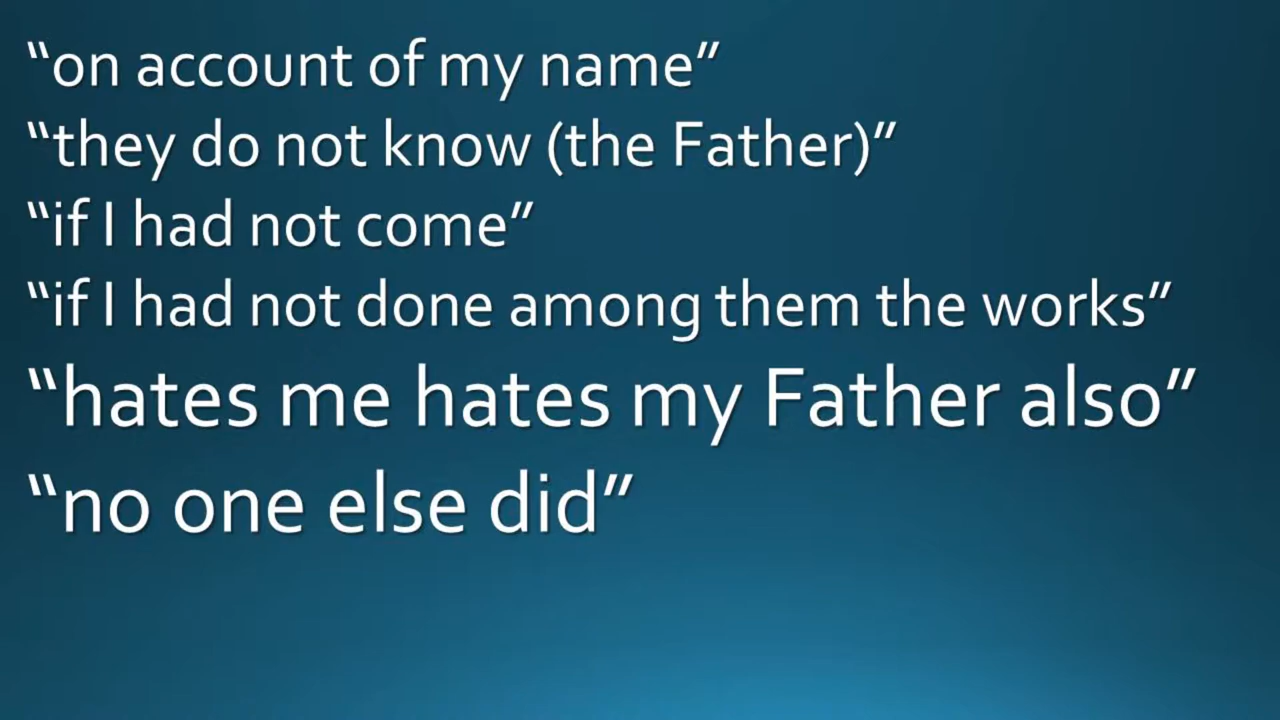 “on account of my name”
“they do not know (the Father)”
“if I had not come”
“if I had not done among them the works”
“hates me hates my Father also”
“no one else did”